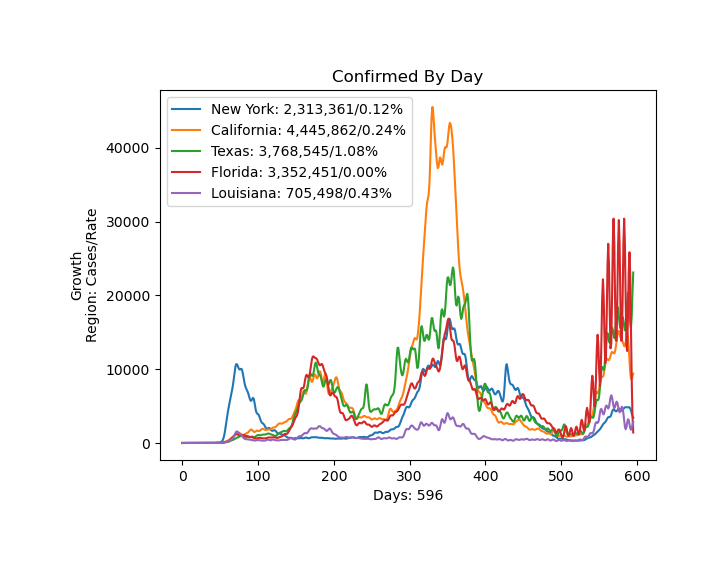 Confirmed By Day
New York: 2,313,361/0.12%
California: 4,445,862/0.24%
Texas: 3,768,545/1.08%
Florida: 3,352,451/0.00%
Louisiana: 705,498/0.43%
Growth
Region: Cases/Rate
40000
30000
20000
10000
0
0 100 200 300 400 500 600
Days: 596